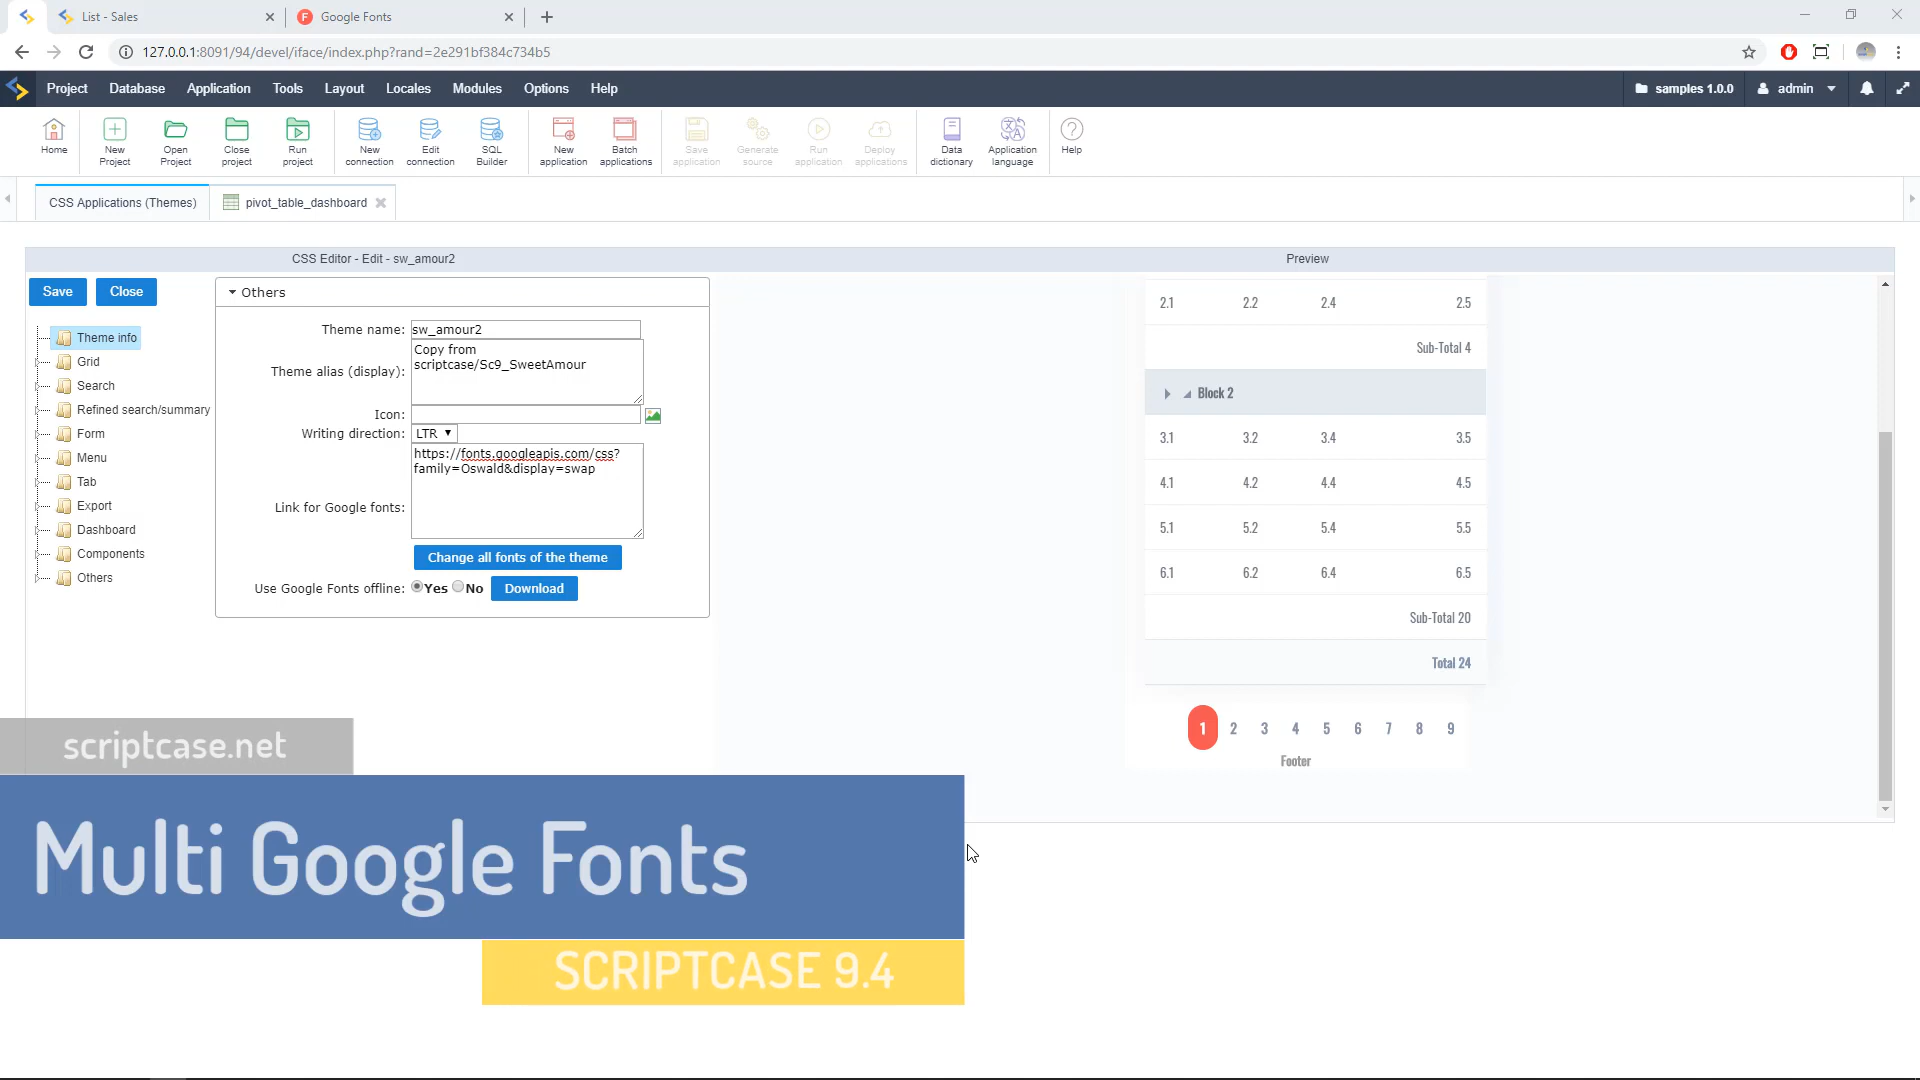 List - Sales
Google Fonts
127.0.0.1:8091/94/devel/iface/index.php?rand=2e291bf384c734b5
Project Database Application Tools Layout Locales Modules Options Help
samples 1.0.0 admin
Home
New Project
Open Project
Close project
Run project
New connection
Edit connection
SQL Builder
New application
Batch applications
Save application
Generate source
Run application
Deploy applications
Data dictionary
Application language
Help
CSS Applications (Themes) pivot_table_dashboard
CSS Editor - Edit - sw_amour2
Preview
Save Close
Theme info
Grid
Search
Refined search/summary
Form
Menu
Tab
Export
Dashboard
Components
Others
Others
Theme name: sw_amour2
Theme alias (display): Copy from
scriptcase/Sc9_SweetAmour
Icon:
Writing direction: LTR
Link for Google fonts: https://fonts.googleapis.com/css?
family=Oswald&display=swap
Change all fonts of the theme
Use Google Fonts offline: Yes No Download
2.1 2.2 2.4 2.5
Sub-Total 4
Block 2
3.1 3.2 3.4 3.5
4.1 4.2 4.4 4.5
5.1 5.2 5.4 5.5
6.1 6.2 6.4 6.5
Sub-Total 20
Total 24
1 2 3 4 5 6 7 8 9
Footer
scriptcase.net
Multi Google Fonts
SCRIPTCASE 9.4